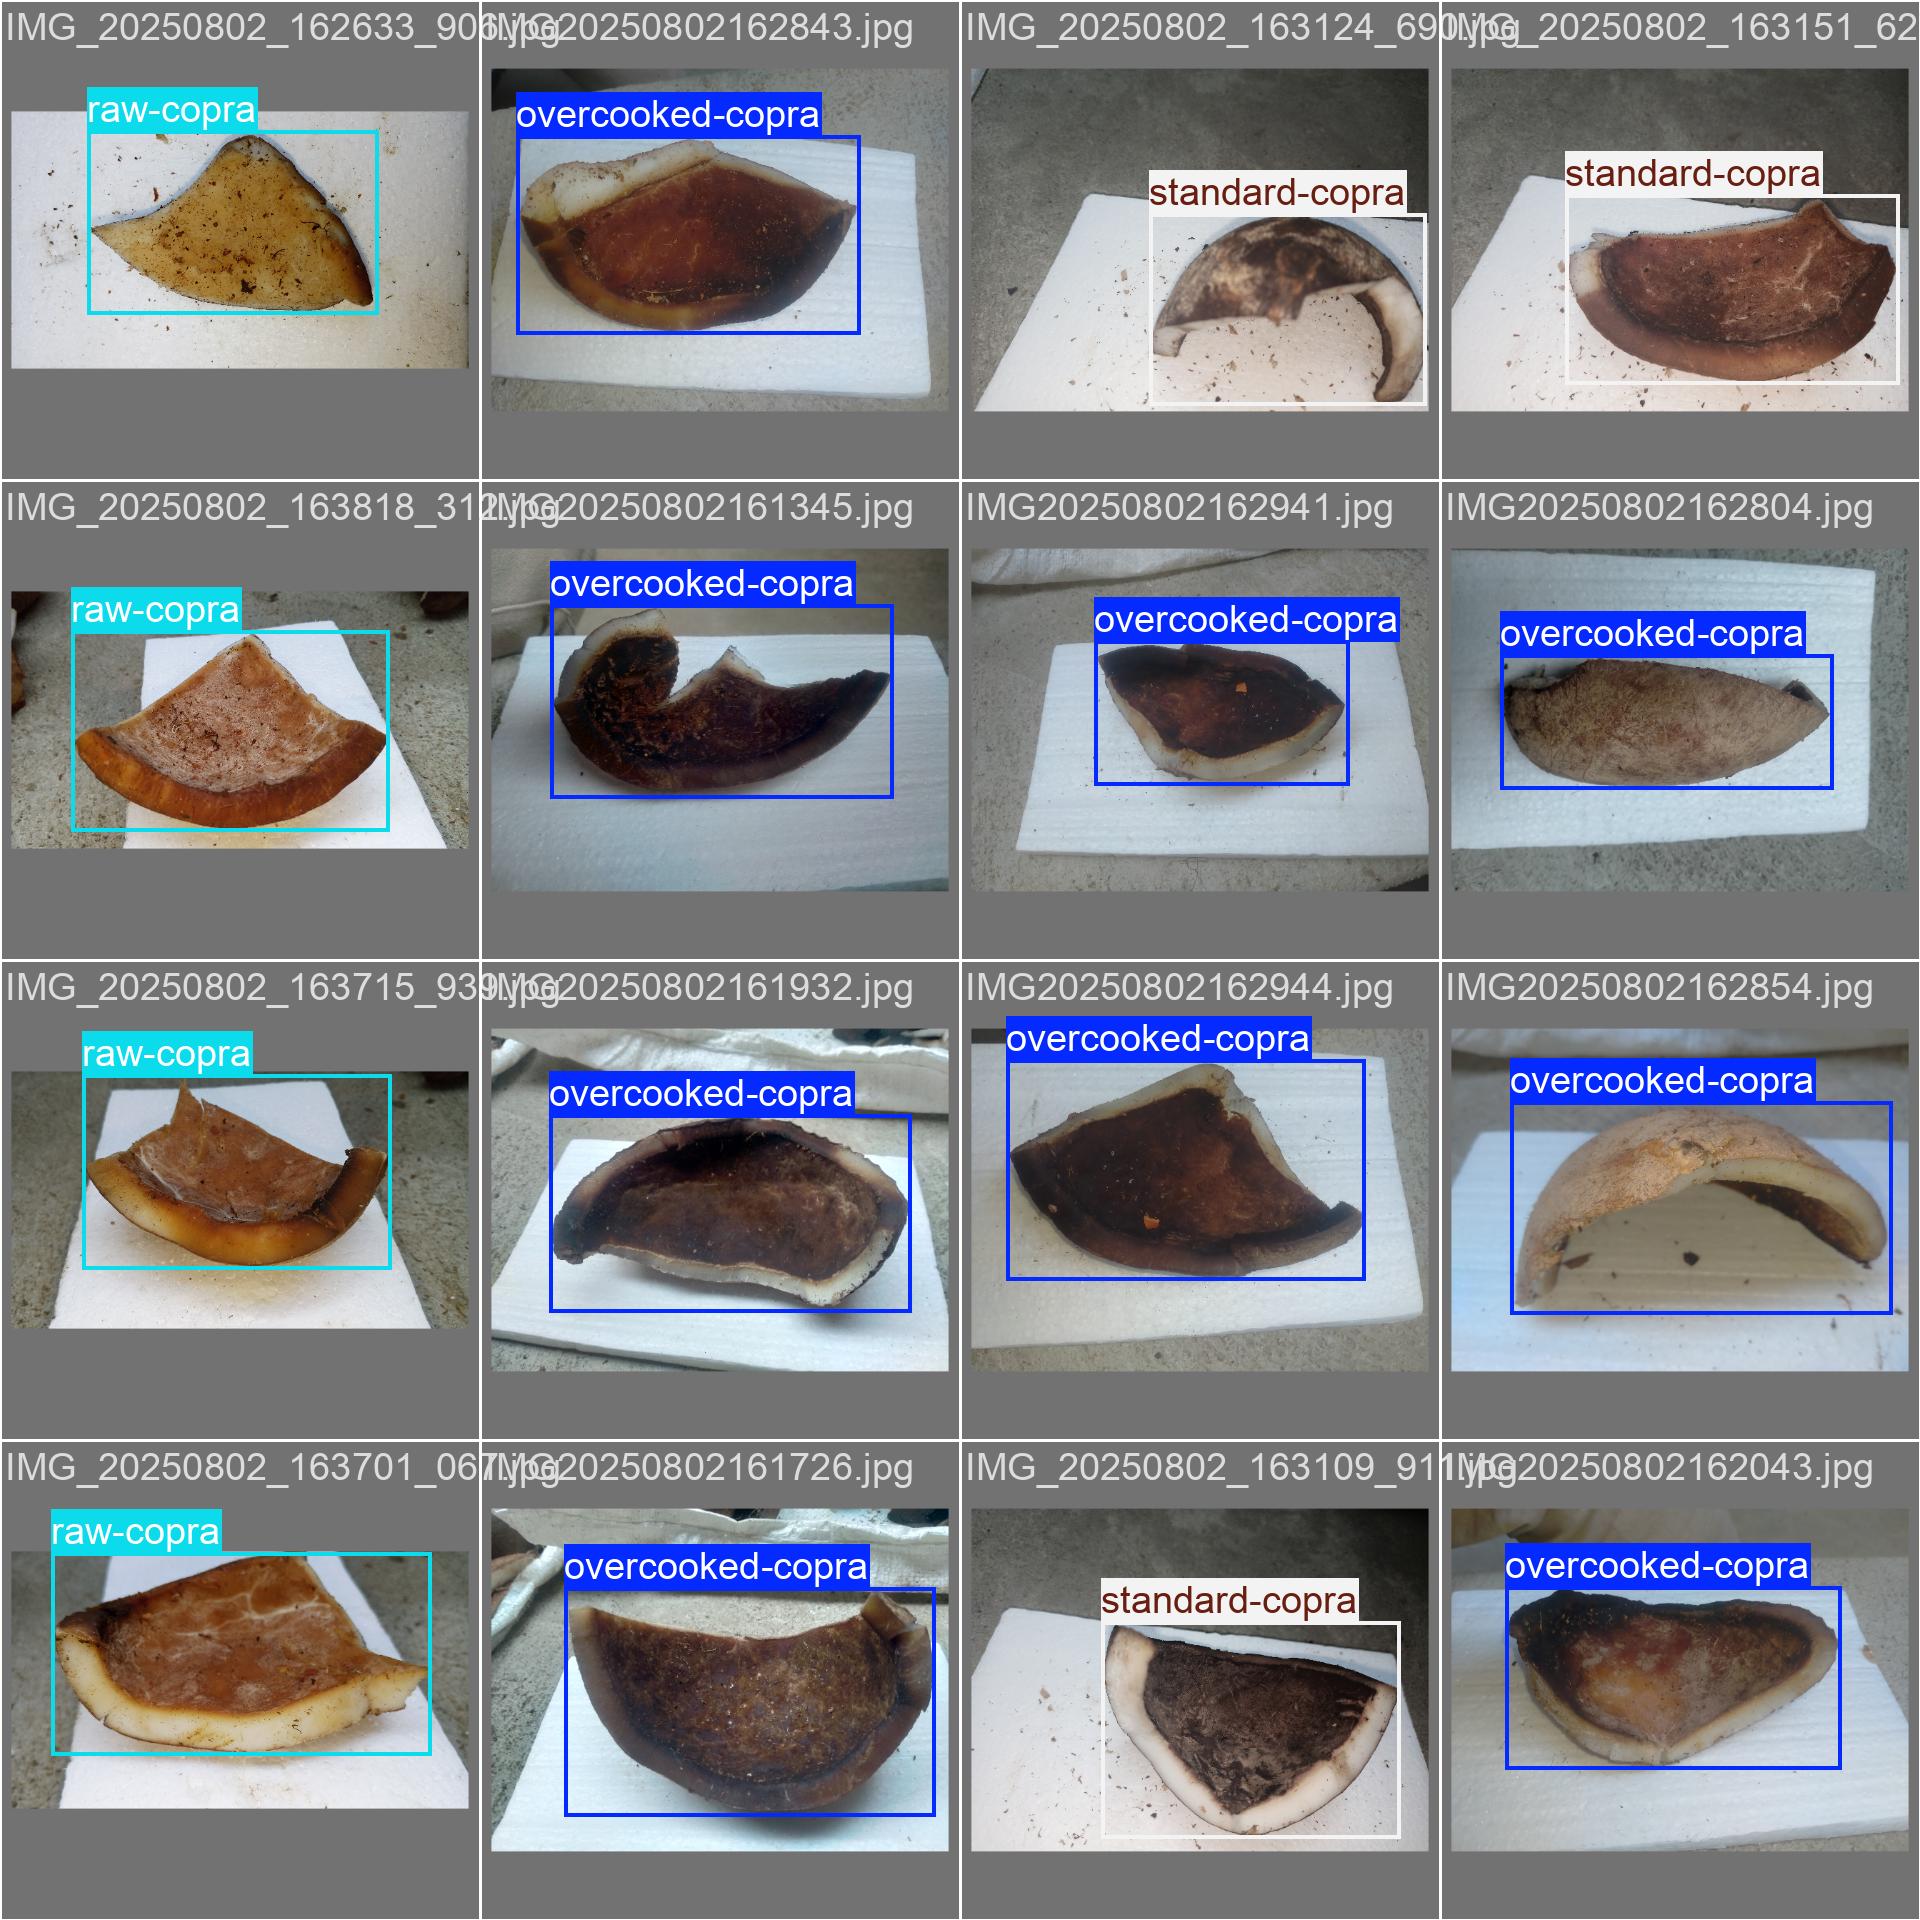 IMG_20250802_162633_906.jpg
IMG20250802162843.jpg
IMG_20250802_163124_690.jpg
IMG_20250802_163151_62
raw-copra
overcooked-copra
standard-copra
standard-copra
IMG_20250802_163818_312.jpg
IMG20250802161345.jpg
IMG20250802162941.jpg
IMG20250802162804.jpg
raw-copra
overcooked-copra
overcooked-copra
overcooked-copra
IMG_20250802_163715_939.jpg
IMG20250802161932.jpg
IMG20250802162944.jpg
IMG20250802162854.jpg
raw-copra
overcooked-copra
overcooked-copra
overcooked-copra
IMG_20250802_163701_067.jpg
IMG20250802161726.jpg
IMG_20250802_163109_911.jpg
IMG20250802162043.jpg
raw-copra
overcooked-copra
standard-copra
overcooked-copra